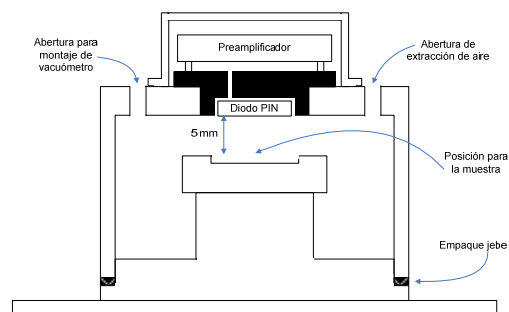 Abertura para
montaje de
vacuómetro
Preamplificador
Abertura de
extracción de aire
Diodo PIN
5 mm
Posición para
la muestra
Empaque jebe